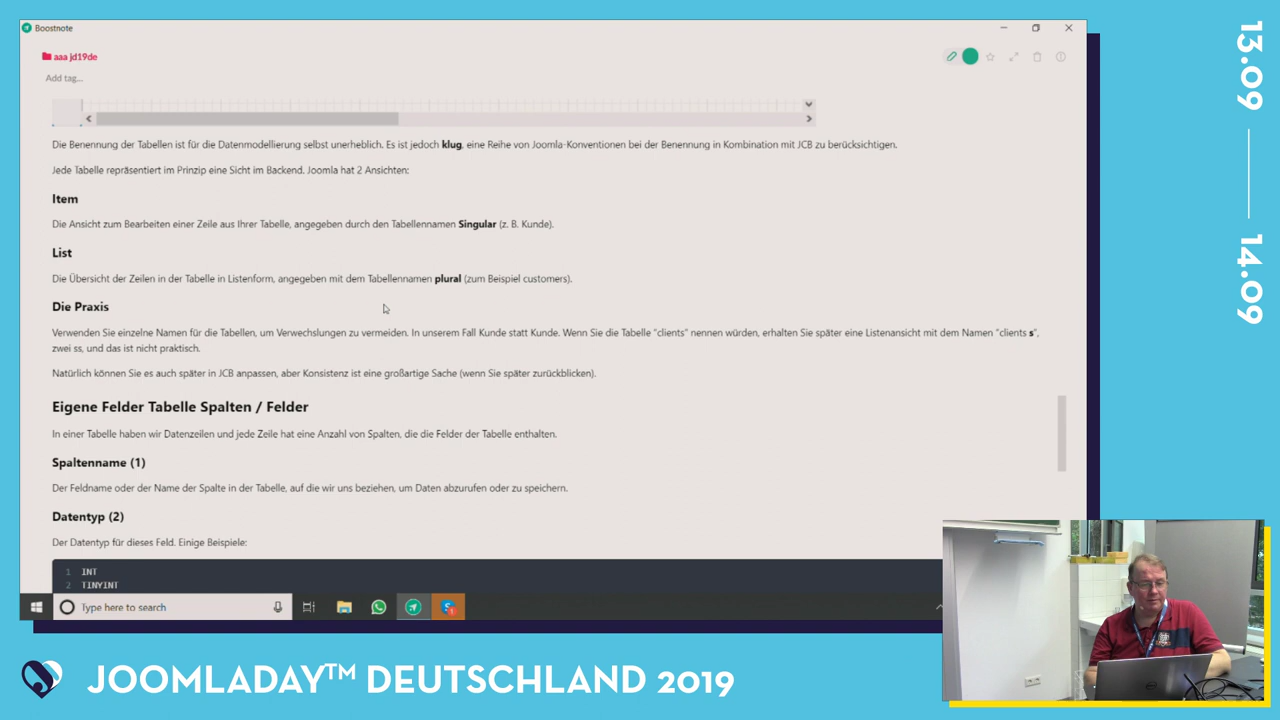 Boostnote
aaa jd19de
Add tag...
Die Benennung der Tabellen ist für die Datenmodellierung selbst unerheblich. Es ist jedoch klug, eine Reihe von Joomla-Konventionen bei der Benennung in Kombination mit JCB zu berücksichtigen.
Jede Tabelle repräsentiert im Prinzip eine Sicht im Backend. Joomla hat 2 Ansichten:
Item
Die Ansicht zum Bearbeiten einer Zeile aus Ihrer Tabelle, angegeben durch den Tabellennamen Singular (z. B. Kunde).
List
Die Übersicht der Zeilen in der Tabelle in Listenform, angegeben mit dem Tabellennamen plural (zum Beispiel customers).
Die Praxis
Verwenden Sie einzelne Namen für die Tabellen, um Verwechslungen zu vermeiden. In unserem Fall Kunde statt Kunde. Wenn Sie die Tabelle "clients" nennen würden, erhalten Sie später eine Listenansicht mit dem Namen "clients s",
zwei ss, und das ist nicht praktisch.
Natürlich können Sie es auch später in JCB anpassen, aber Konsistenz ist eine großartige Sache (wenn Sie später zurückblicken).
Eigene Felder Tabelle Spalten / Felder
In einer Tabelle haben wir Datenzeilen und jede Zeile hat eine Anzahl von Spalten, die die Felder der Tabelle enthalten.
Spaltenname (1)
Der Feldname oder der Name der Spalte in der Tabelle, auf die wir uns beziehen, um Daten abzurufen oder zu speichern.
Datentyp (2)
Der Datentyp für dieses Feld. Einige Beispiele:
1 INT
2 TINYINT
Type here to search
13.09
14.09
JOOMLADAY™ DEUTSCHLAND 2019